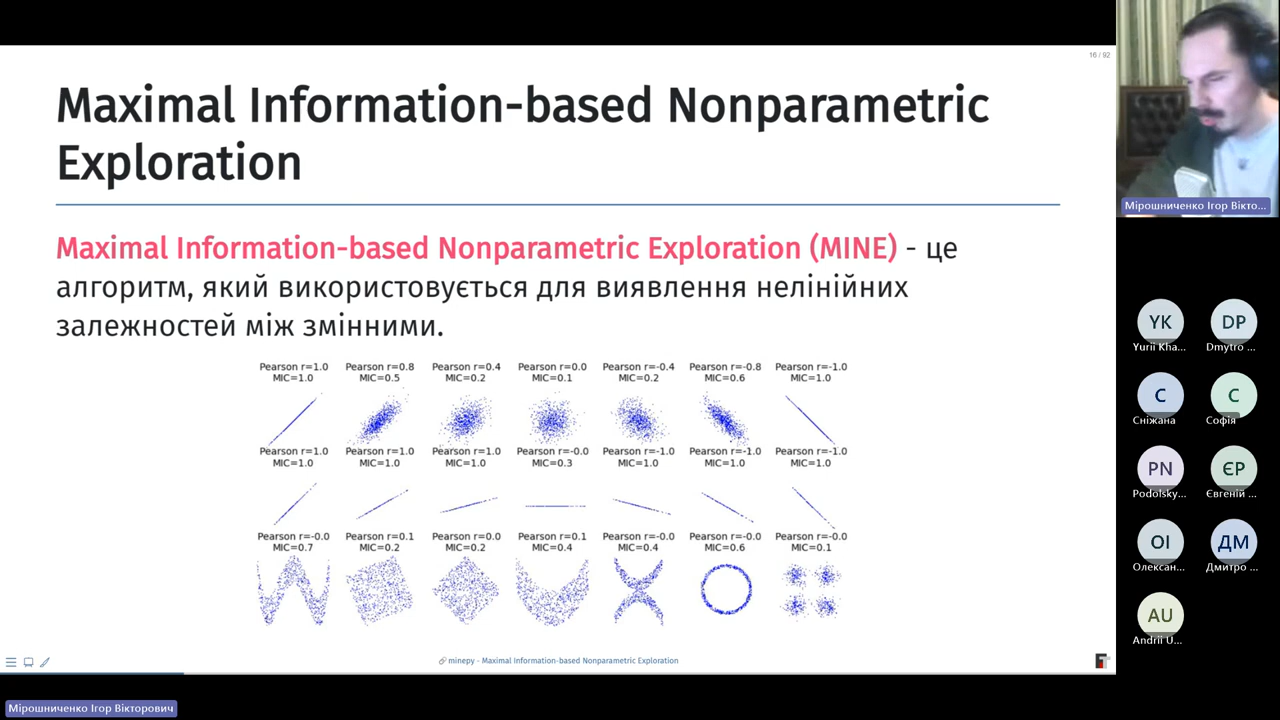 16 / 92
Maximal Information-based Nonparametric
Exploration
Maximal Information-based Nonparametric Exploration (MINE) - це
алгоритм, який використовується для виявлення нелінійних
залежностей між змінними.
Pearson r=1.0 Pearson r=0.8 Pearson r=0.4 Pearson r=0.0 Pearson r=-0.4 Pearson r=-0.8 Pearson r=-1.0
MIC=1.0 MIC=0.5 MIC=0.2 MIC=0.1 MIC=0.2 MIC=0.6 MIC=1.0
Pearson r=1.0 Pearson r=1.0 Pearson r=1.0 Pearson r=-0.0 Pearson r=-1.0 Pearson r=-1.0 Pearson r=-1.0
MIC=1.0 MIC=1.0 MIC=1.0 MIC=0.3 MIC=1.0 MIC=1.0 MIC=1.0
Pearson r=-0.0 Pearson r=0.1 Pearson r=0.0 Pearson r=0.1 Pearson r=-0.0 Pearson r=-0.0 Pearson r=-0.0
MIC=0.7 MIC=0.2 MIC=0.2 MIC=0.4 MIC=0.4 MIC=0.6 MIC=0.1
minepy - Maximal Information-based Nonparametric Exploration
Мірошниченко Ігор Вікто...
YK DP
Yurii Kha... Dmytro ...
С С
Сніжана Софія
PN ЄР
Podolsky... Євгеній ...
ОІ ДМ
Олексан... Дмитро ...
AU
Andrii U...
Мірошниченко Ігор Вікторович